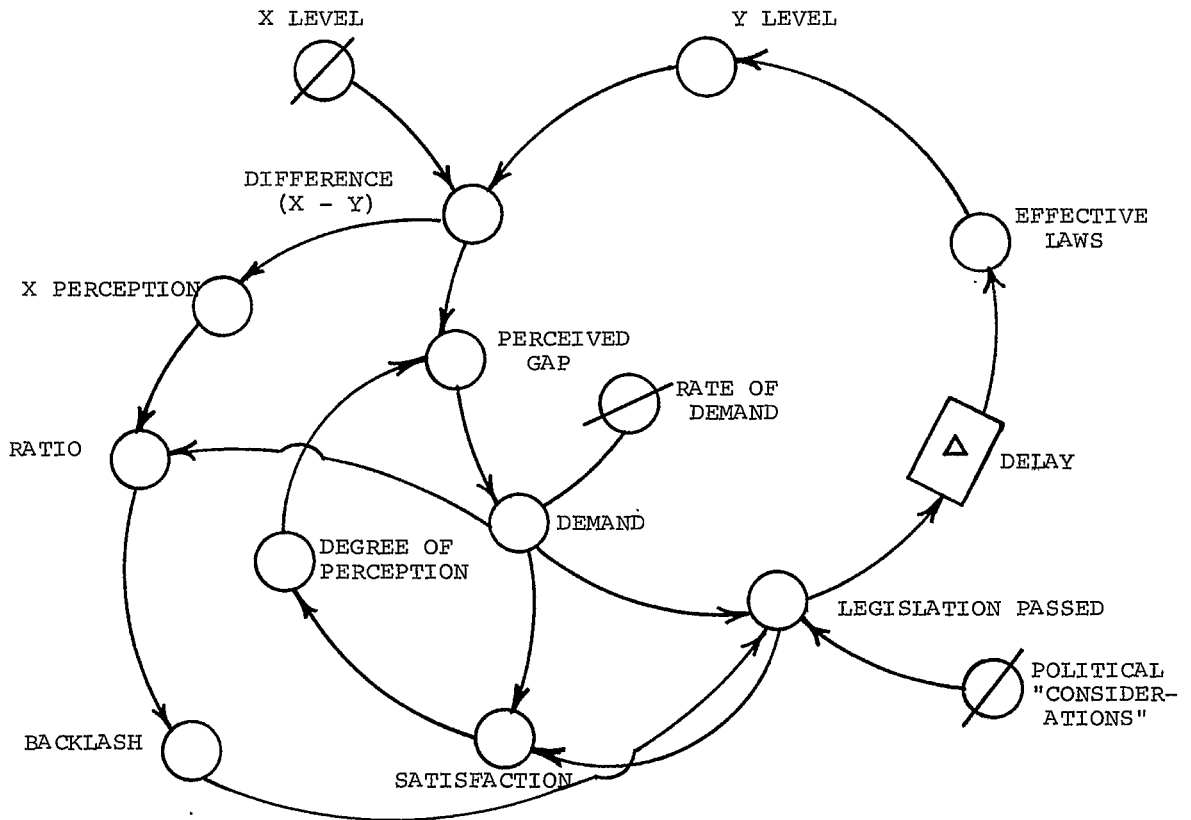 X LEVEL
Y LEVEL
DIFFERENCE
(X - Y)
EFFECTIVE
LAWS
X PERCEPTION
PERCEIVED
GAP
RATE OF
DEMAND
RATIO
DELAY
DEMAND
DEGREE OF
PERCEPTION
LEGISLATION PASSED
POLITICAL
"CONSIDER-
ATIONS"
BACKLASH
SATISFACTION